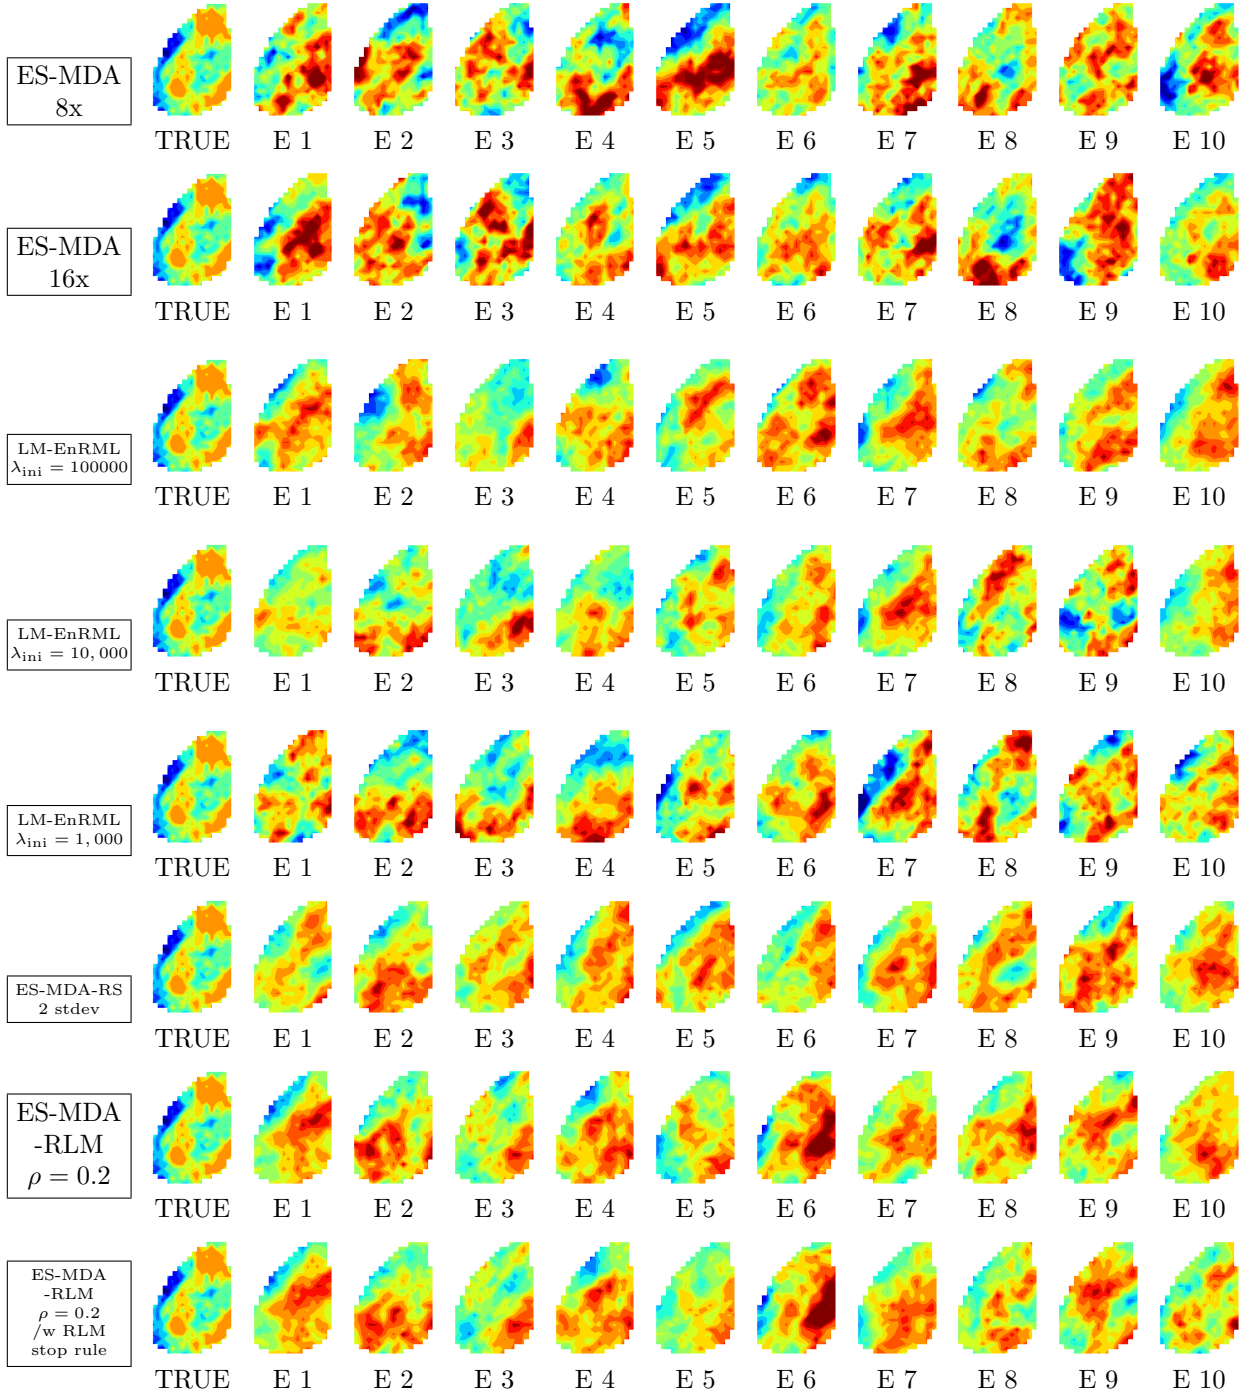 ES-MDA
8x
TRUE E 1 E 2 E 3 E 4 E 5 E 6 E 7 E 8 E 9 E 10
ES-MDA
16x
TRUE E 1 E 2 E 3 E 4 E 5 E 6 E 7 E 8 E 9 E 10
LM-EnRML
λini = 100000
TRUE E 1 E 2 E 3 E 4 E 5 E 6 E 7 E 8 E 9 E 10
LM-EnRML
λini = 10, 000
TRUE E 1 E 2 E 3 E 4 E 5 E 6 E 7 E 8 E 9 E 10
LM-EnRML
λini = 1, 000
TRUE E 1 E 2 E 3 E 4 E 5 E 6 E 7 E 8 E 9 E 10
ES-MDA-RS
2 stdev
TRUE E 1 E 2 E 3 E 4 E 5 E 6 E 7 E 8 E 9 E 10
ES-MDA
-RLM
ρ = 0.2
TRUE E 1 E 2 E 3 E 4 E 5 E 6 E 7 E 8 E 9 E 10
ES-MDA
-RLM
ρ = 0.2
/w RLM
stop rule
TRUE E 1 E 2 E 3 E 4 E 5 E 6 E 7 E 8 E 9 E 10